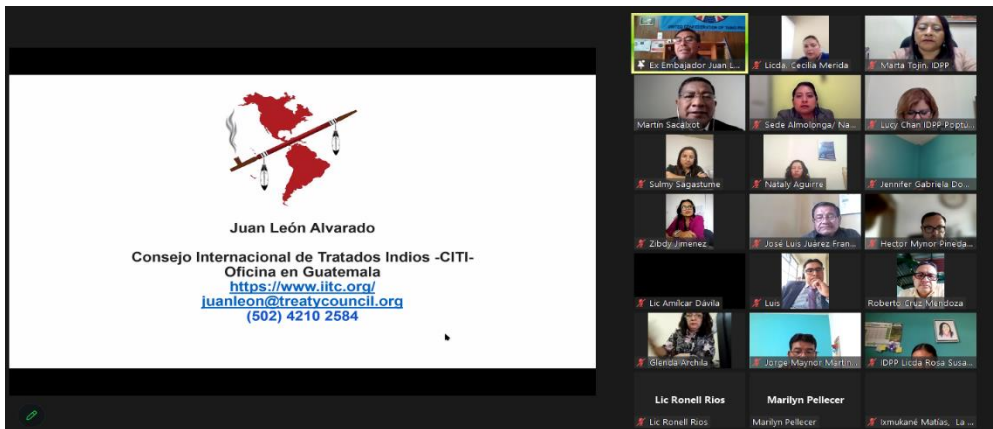 Juan León Alvarado
Consejo Internacional de Tratados Indios -CITI-
Oficina en Guatemala
https://www.iitc.org/
juanleon@treatycouncil.org
(502) 4210 2584
Ex Embajador Juan L...
Licda. Cecilia Merida
Marta Tojin, IDPP
Martín Sacalxot
Sede Almolonga/ Na...
Lucy Chan IDPP Poptú...
Sulmy Sagastume
Nataly Aguirre
Jennifer Gabriela Do...
Zibdy Jimenez
José Luis Juárez Fran...
Hector Mynor Pineda...
Lic Amílcar Dávila
Luis
Roberto Cruz Mendoza
Glenda Archila
Jorge Maynor Martin...
IDPP Licda Rosa Susa...
Lic Ronell Rios
Marilyn Pellecer
Lic Ronell Rios
Marilyn Pellecer
Ixmukané Matías, La ...